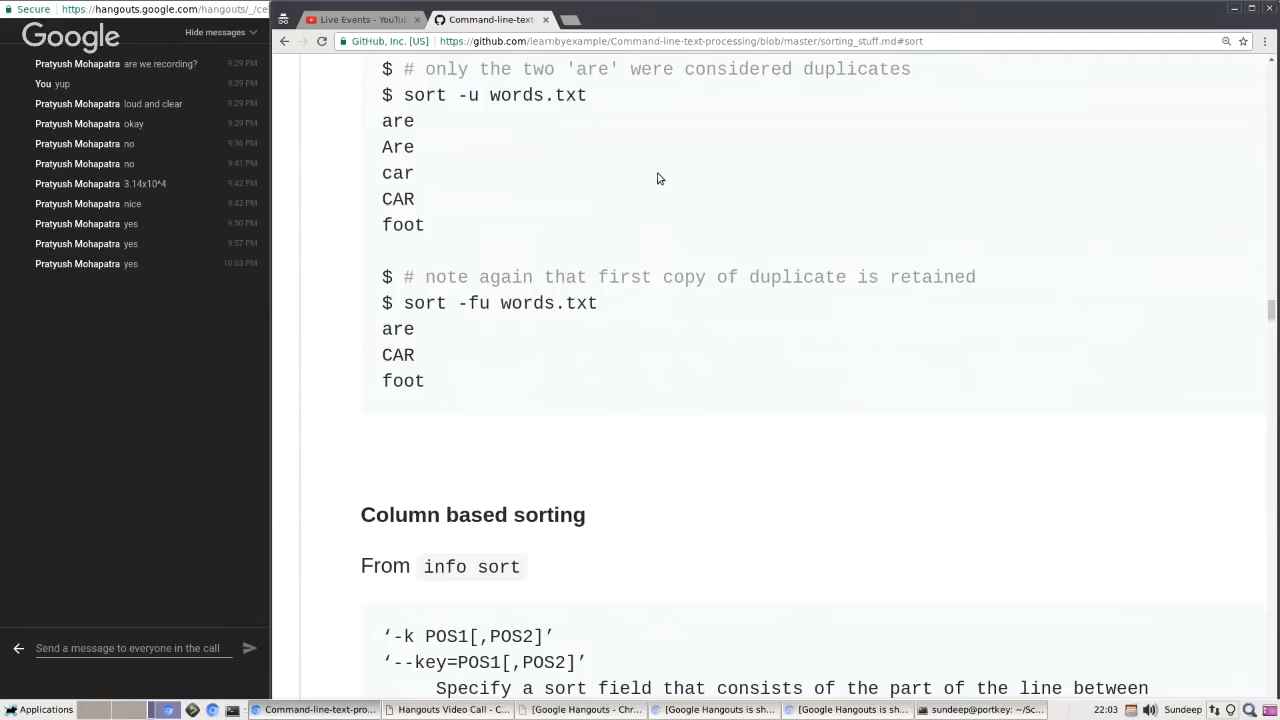 Secure https://hangouts.google.com/hangouts/_/ce
Google
Hide messages
Pratyush Mohapatra are we recording? 9:29 PM
You yup 9:29 PM
Pratyush Mohapatra loud and clear 9:29 PM
Pratyush Mohapatra okay 9:29 PM
Pratyush Mohapatra no 9:36 PM
Pratyush Mohapatra no 9:41 PM
Pratyush Mohapatra 3.14x10^4 9:42 PM
Pratyush Mohapatra nice 9:42 PM
Pratyush Mohapatra yes 9:50 PM
Pratyush Mohapatra yes 9:57 PM
Pratyush Mohapatra yes 10:03 PM
Send a message to everyone in the call
Live Events - YouTu
Command-line-text-
GitHub, Inc. [US] https://github.com/learnbyexample/Command-line-text-processing/blob/master/sorting_stuff.md#sort
$ # only the two 'are' were considered duplicates
$ sort -u words.txt
are
Are
car
CAR
foot
$ # note again that first copy of duplicate is retained
$ sort -fu words.txt
are
CAR
foot
Column based sorting
From info sort
‘-k POS1[,POS2]’
‘--key=POS1[,POS2]’
Specify a sort field that consists of the part of the line between
Applications
Command-line-text-pro...
Hangouts Video Call - C...
[Google Hangouts - Chr...
[Google Hangouts is sh...
[Google Hangouts is sh...
sundeep@portkey: ~/Sc...
22:03
Sundeep